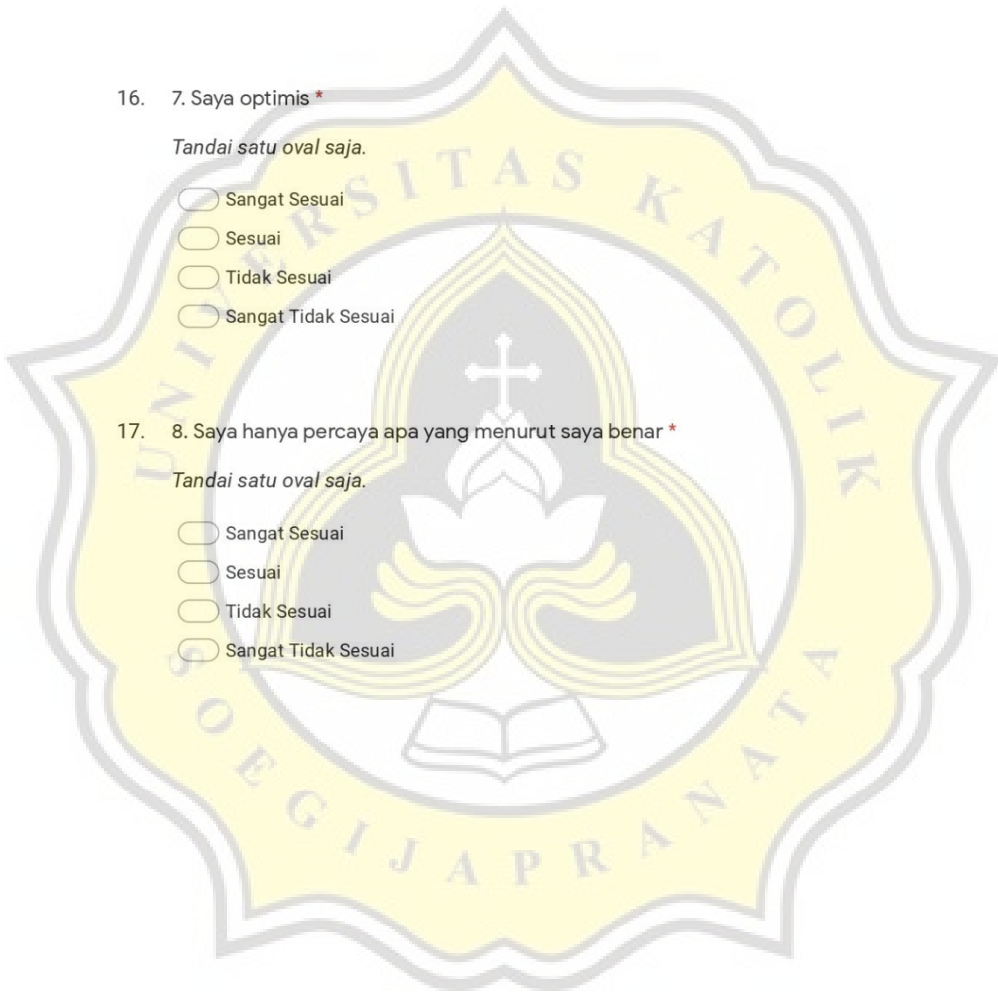 16. 7. Saya optimis *
Tandai satu oval saja.
Sangat Sesuai
Sesuai
Tidak Sesuai
Sangat Tidak Sesuai
17. 8. Saya hanya percaya apa yang menurut saya benar *
Tandai satu oval saja.
Sangat Sesuai
Sesuai
Tidak Sesuai
Sangat Tidak Sesuai
UNIVERSITAS KATOLIK
SOEGIJAPRANATA